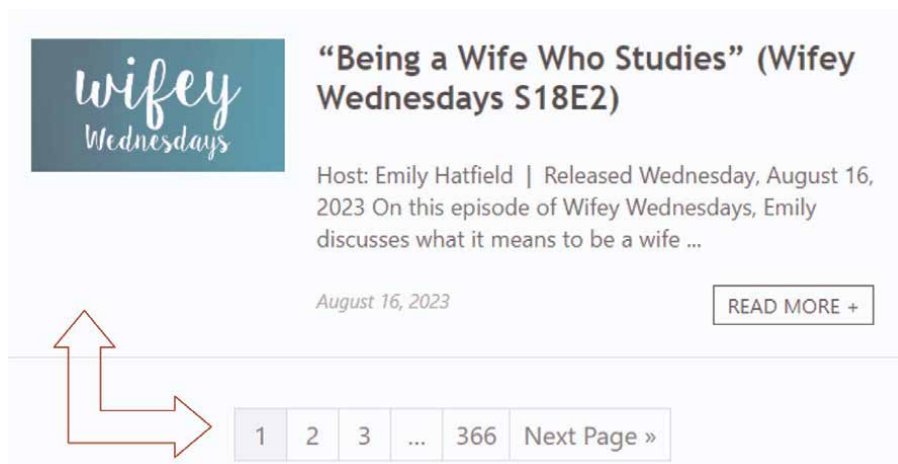 wifey
Wednesdays
“Being a Wife Who Studies” (Wifey
Wednesdays S18E2)
Host: Emily Hatfield | Released Wednesday, August 16,
2023 On this episode of Wifey Wednesdays, Emily
discusses what it means to be a wife ...
August 16, 2023
READ MORE +
1 2 3 ... 366 Next Page »